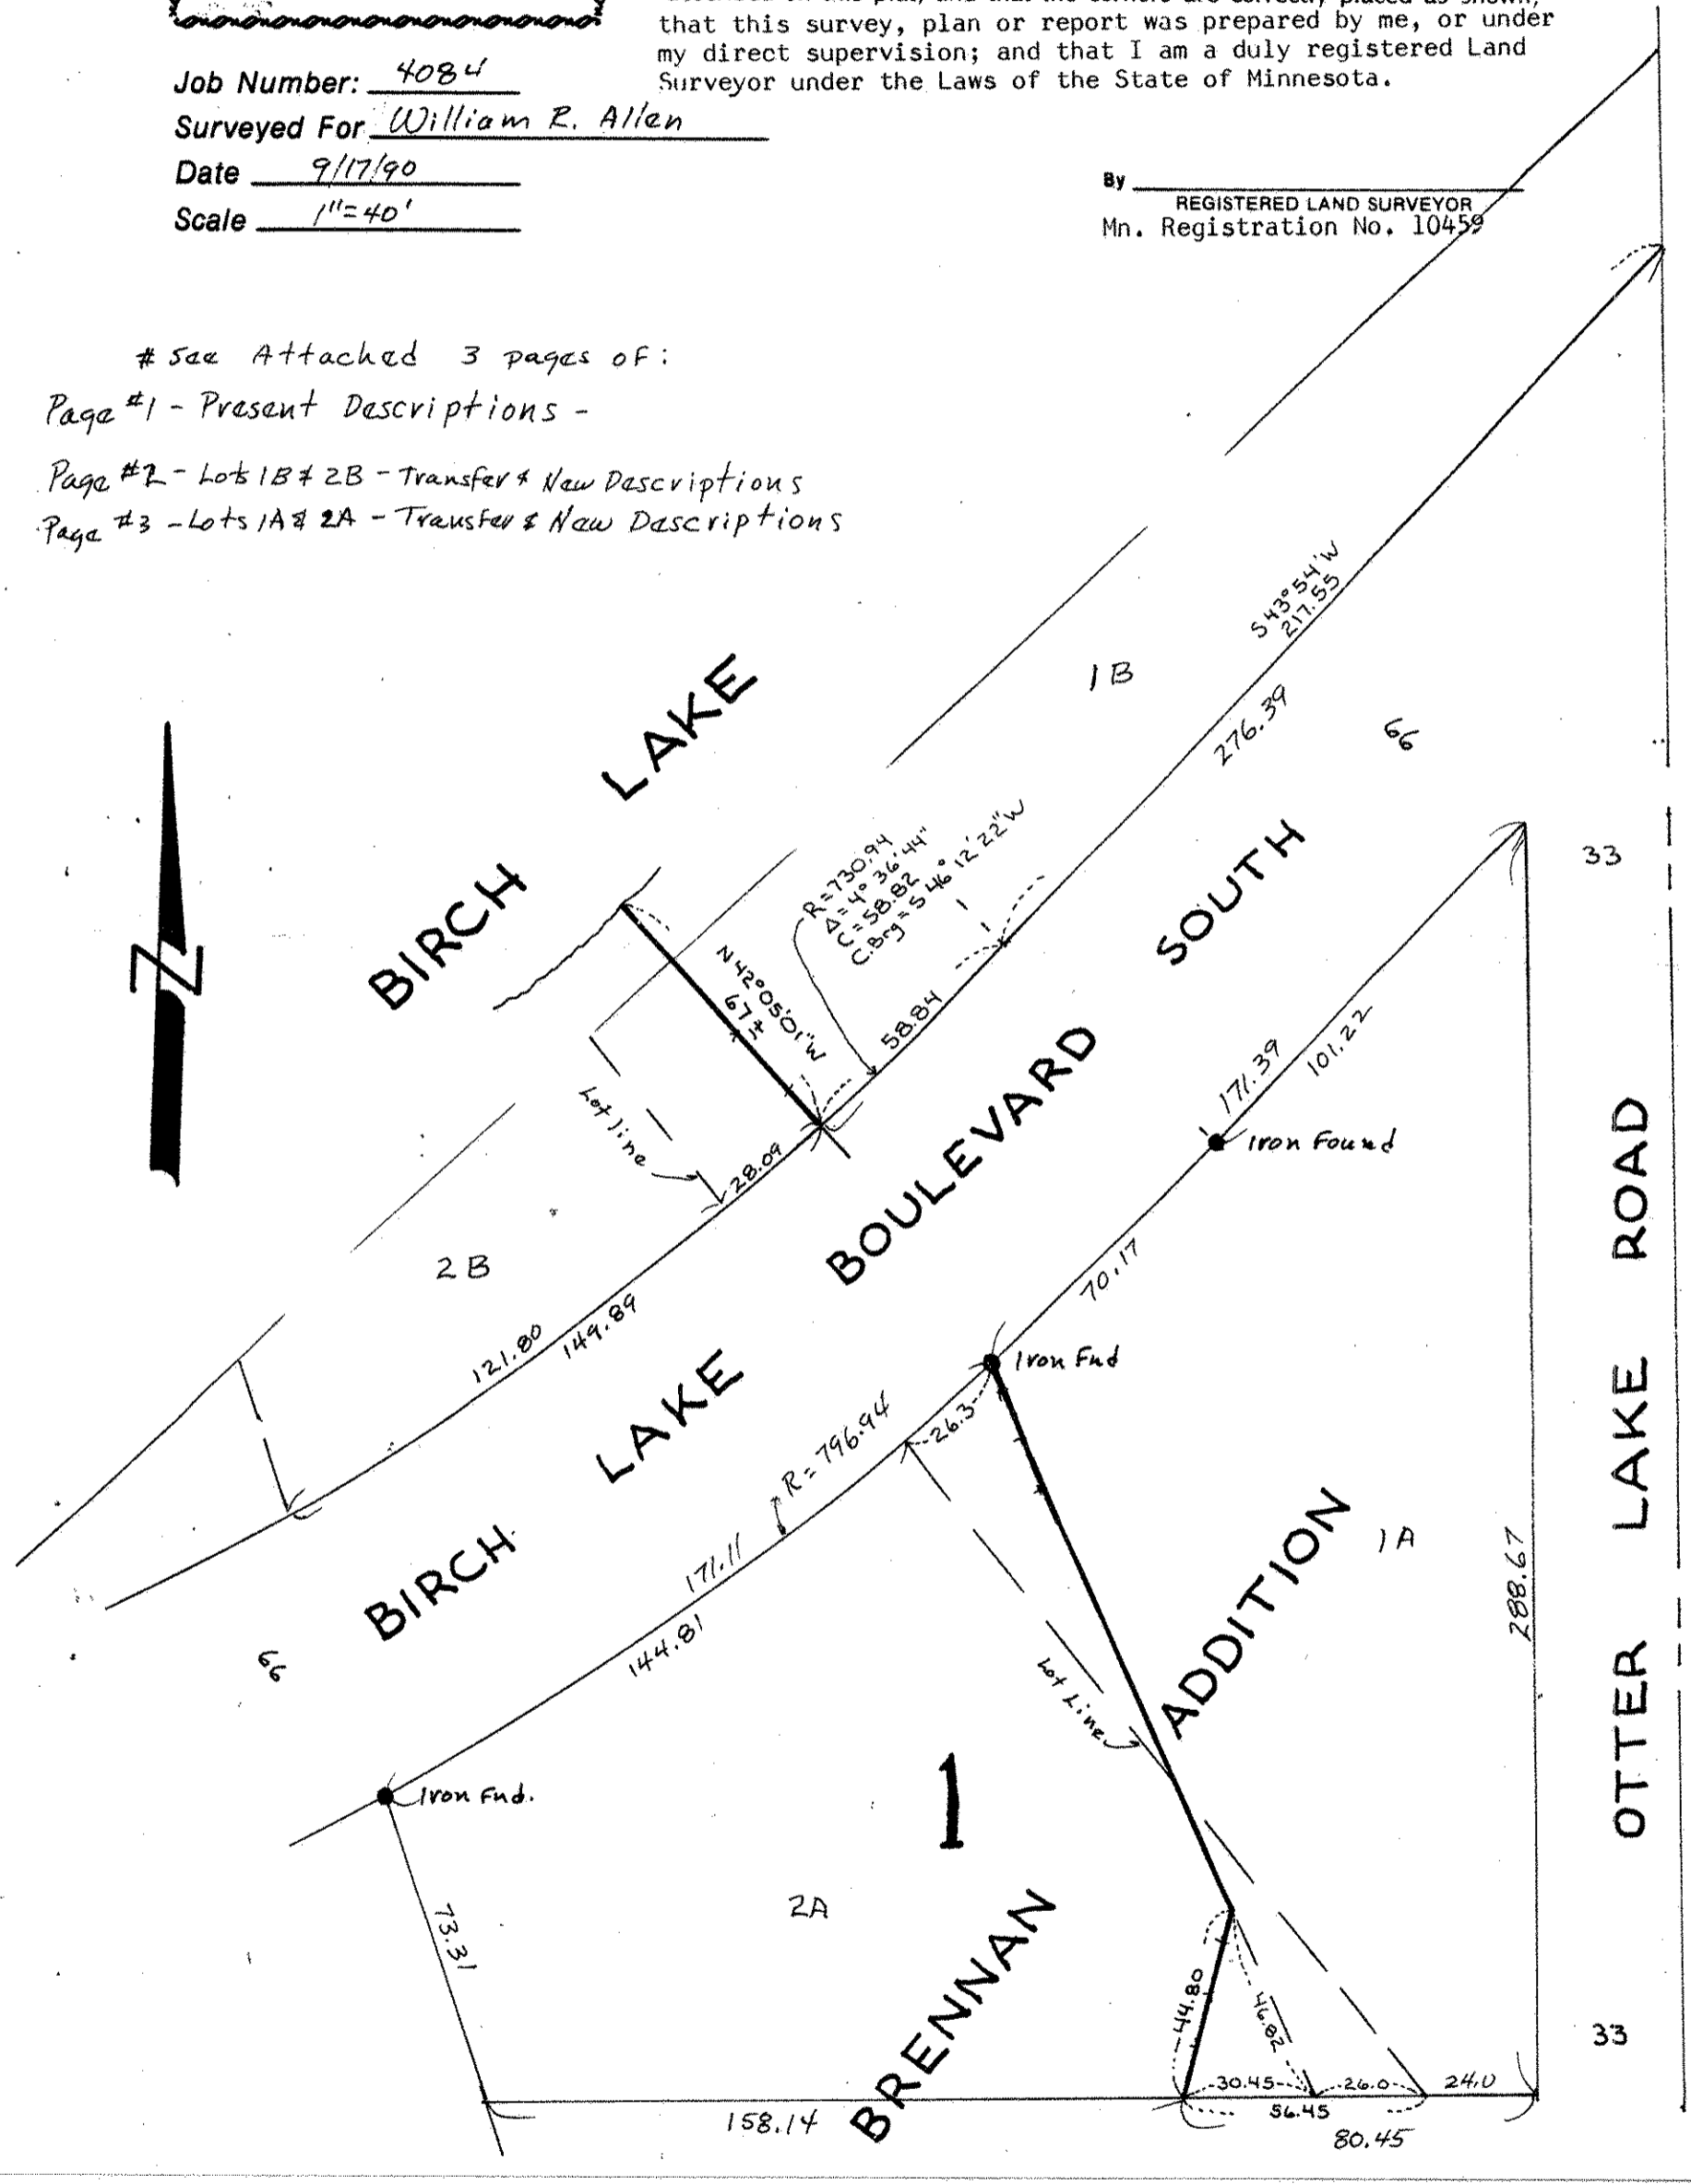 that this survey, plan or report was prepared by me, or under
my direct supervision; and that I am a duly registered Land
Surveyor under the Laws of the State of Minnesota.
Job Number: 4084
Surveyed For William R. Allen
Date 9/17/90
Scale 1"=40'
By
REGISTERED LAND SURVEYOR
Mn. Registration No. 10459
# See Attached 3 pages of:
Page #1 - Present Descriptions -
Page #2 - Lots 1B & 2B - Transfer & New Descriptions
Page #3 - Lots 1A & 2A - Transfer & New Descriptions
S 43° 54' W
217.55
276.39
1B
66
BIRCH LAKE
N
R=730.94
Δ=4° 36' 44"
C=58.82
C.Brg = S 46° 12' 22" W
N 42° 05' 01" W
67±
58.84
33
Lot line
28.09
2B
121.80
149.89
BIRCH LAKE BOULEVARD SOUTH
171.39
101.22
Iron Found
70.17
Iron Fnd
26.3
R=796.94
171.11
144.81
66
OTTER LAKE ROAD
1A
288.67
Lot Line
Iron Fnd.
1
2A
73.31
BRENNAN ADDITION
44.80
46.82
33
30.45
26.0
24.0
56.45
158.14
80.45